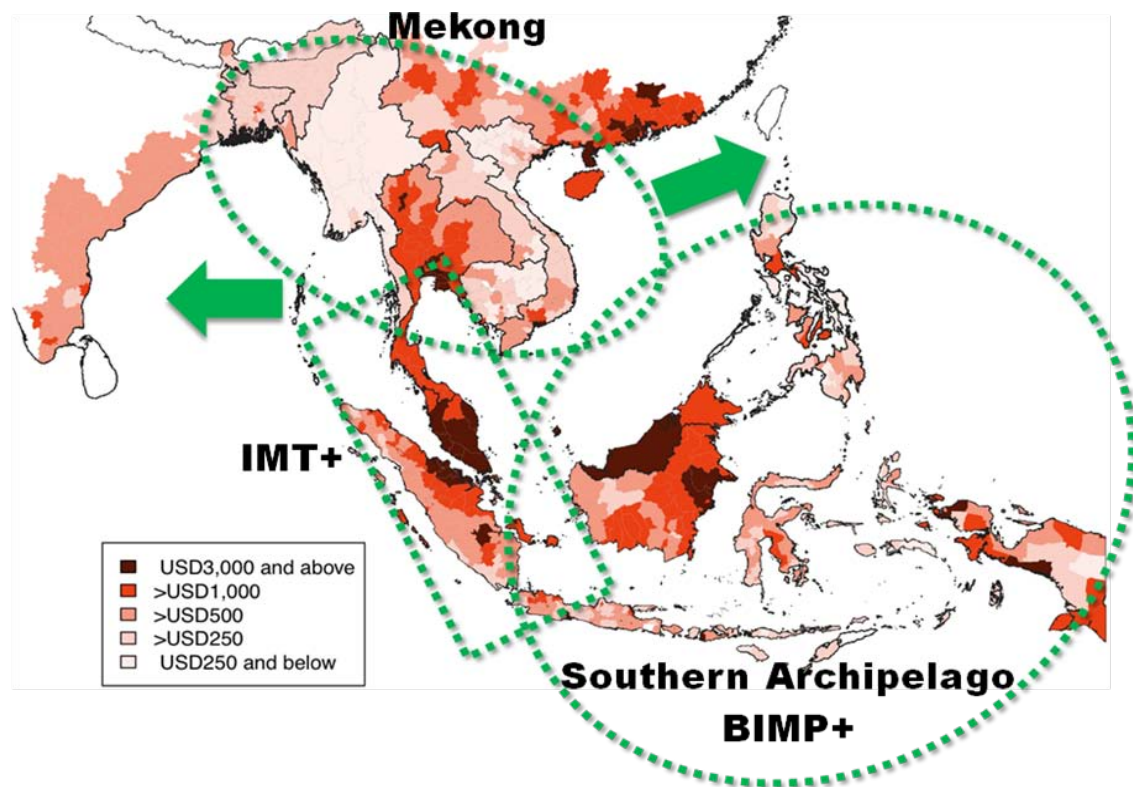 Mekong
IMT+
USD3,000 and above
>USD1,000
>USD500
>USD250
USD250 and below
Southern Archipelago
BIMP+